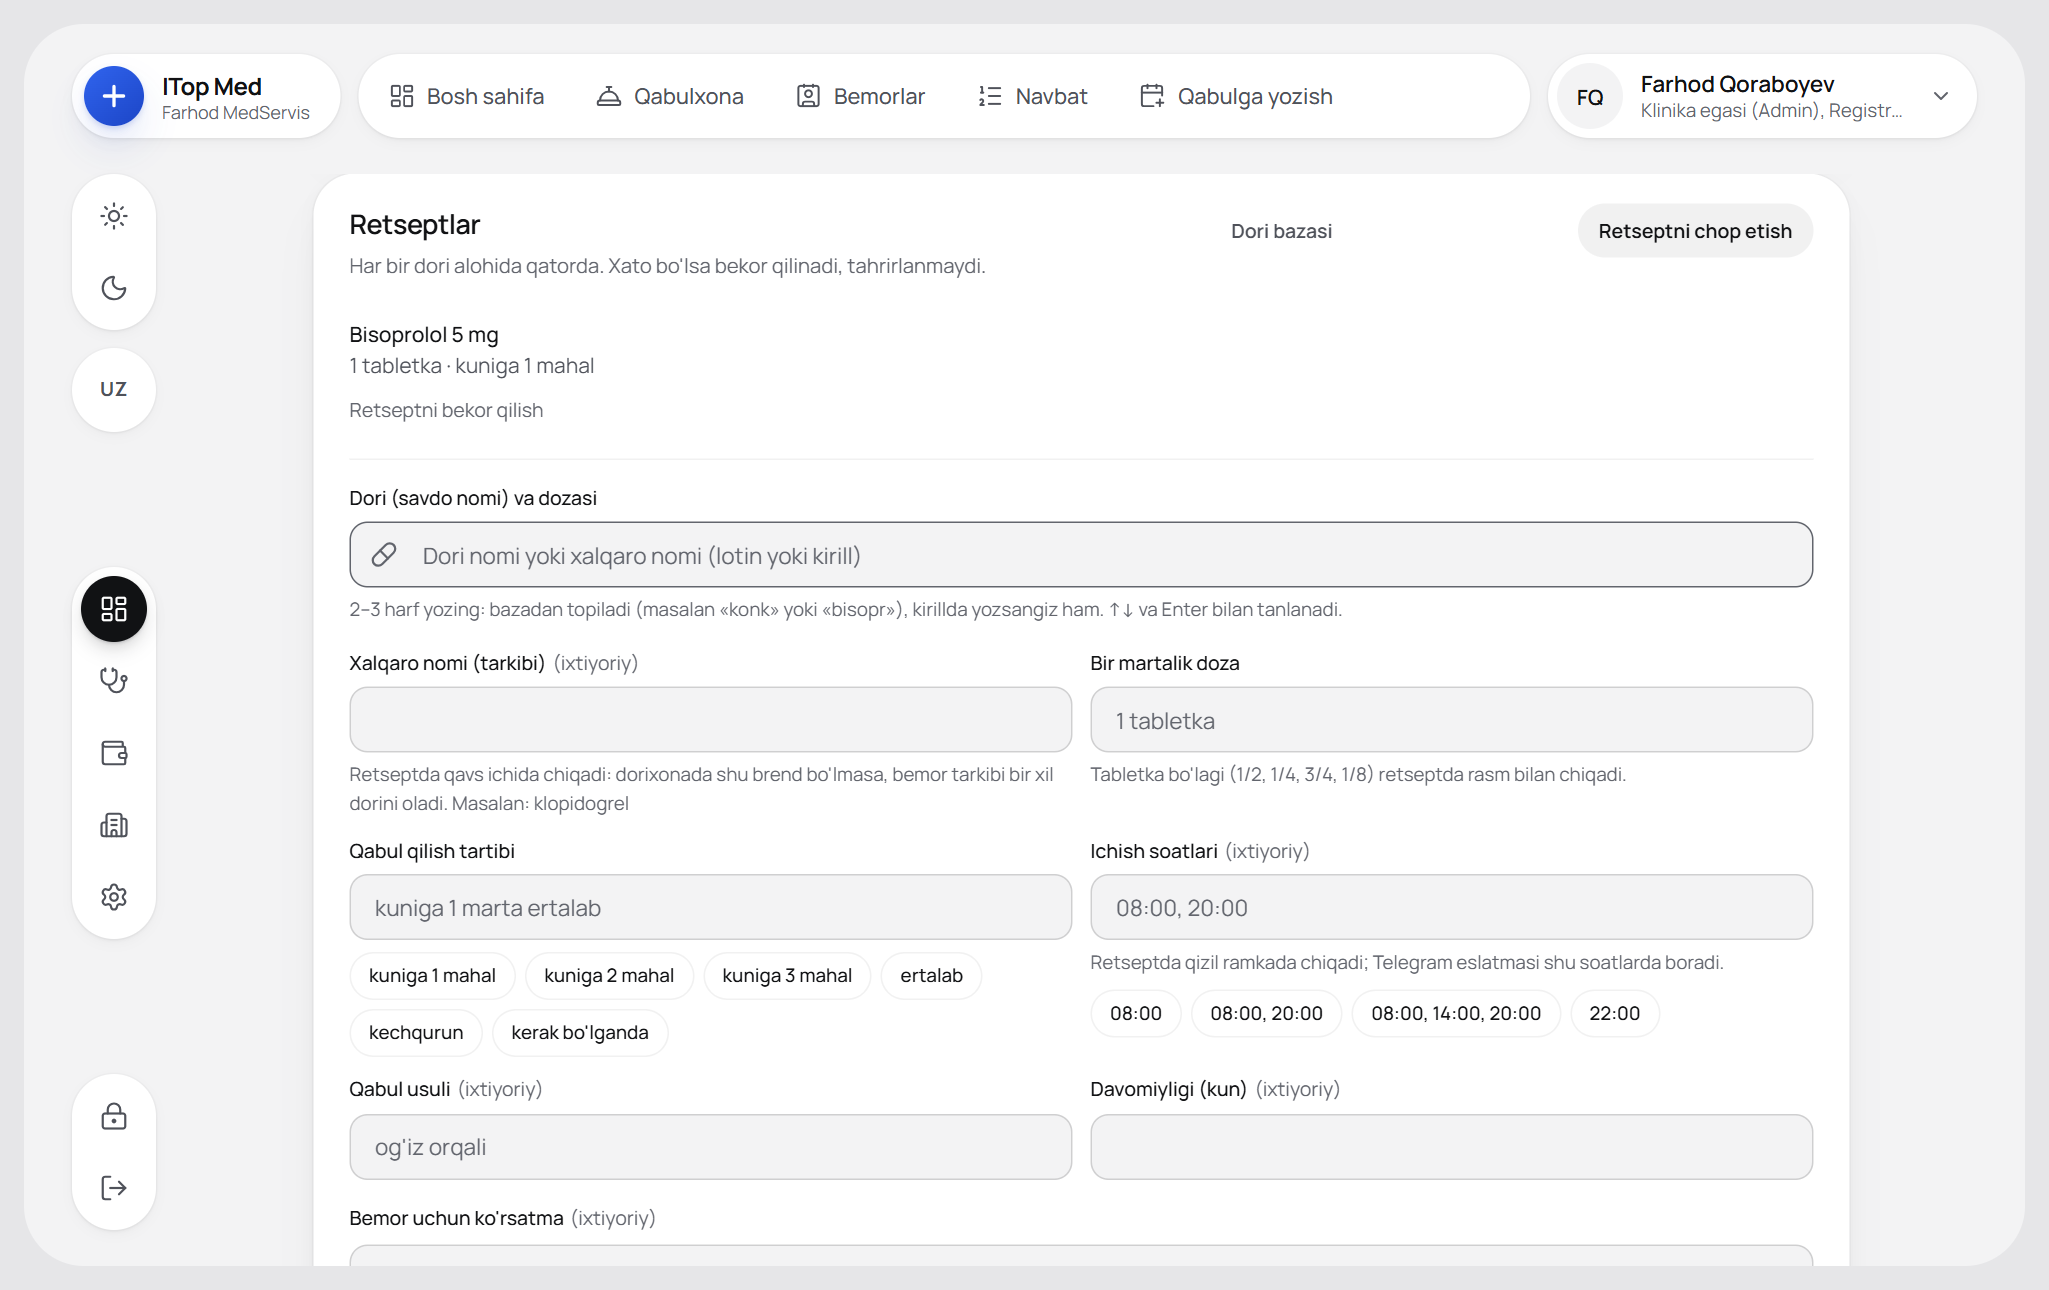 ITop Med
Farhod MedServis
Bosh sahifa
Qabulxona
Bemorlar
Navbat
Qabulga yozish
FQ
Farhod Qoraboyev
Klinika egasi (Admin), Registr...
UZ
Retseptlar
Dori bazasi
Retseptni chop etish
Har bir dori alohida qatorda. Xato bo'lsa bekor qilinadi, tahrirlanmaydi.
Bisoprolol 5 mg
1 tabletka · kuniga 1 mahal
Retseptni bekor qilish
Dori (savdo nomi) va dozasi
Dori nomi yoki xalqaro nomi (lotin yoki kirill)
2–3 harf yozing: bazadan topiladi (masalan «konk» yoki «bisopr»), kirillda yozsangiz ham. ↑↓ va Enter bilan tanlanadi.
Xalqaro nomi (tarkibi) (ixtiyoriy)
Bir martalik doza
1 tabletka
Retseptda qavs ichida chiqadi: dorixonada shu brend bo'lmasa, bemor tarkibi bir xil
dorini oladi. Masalan: klopidogrel
Tabletka bo'lagi (1/2, 1/4, 3/4, 1/8) retseptda rasm bilan chiqadi.
Qabul qilish tartibi
Ichish soatlari (ixtiyoriy)
kuniga 1 marta ertalab
08:00, 20:00
kuniga 1 mahal
kuniga 2 mahal
kuniga 3 mahal
ertalab
kechqurun
kerak bo'lganda
Retseptda qizil ramkada chiqadi; Telegram eslatmasi shu soatlarda boradi.
08:00
08:00, 20:00
08:00, 14:00, 20:00
22:00
Qabul usuli (ixtiyoriy)
Davomiyligi (kun) (ixtiyoriy)
og'iz orqali
Bemor uchun ko'rsatma (ixtiyoriy)